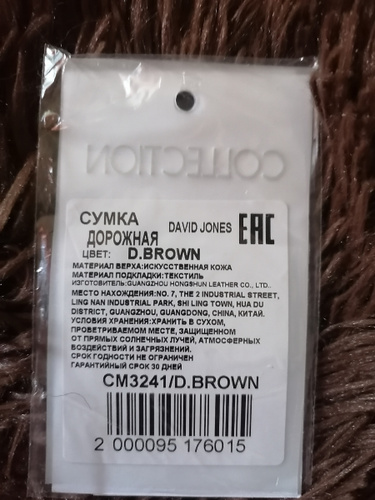 COLLECTION
СУМКА
ДОРОЖНАЯ
DAVID JONES
EAC
ЦВЕТ: D.BROWN
МАТЕРИАЛ ВЕРХА:ИСКУССТВЕННАЯ КОЖА
МАТЕРИАЛ ПОДКЛАДКИ:ТЕКСТИЛЬ
ИЗГОТОВИТЕЛЬ:GUANGZHOU HONGSHUN LEATHER CO., LTD..
МЕСТО НАХОЖДЕНИЯ:NO. 7, THE 2 INDUSTRIAL STREET,
LING NAN INDUSTRIAL PARK, SHI LING TOWN, HUA DU
DISTRICT, GUANGZHOU, GUANGDONG, CHINA, КИТАЙ.
УСЛОВИЯ ХРАНЕНИЯ:ХРАНИТЬ В СУХОМ,
ПРОВЕТРИВАЕМОМ МЕСТЕ, ЗАЩИЩЕННОМ
ОТ ПРЯМЫХ СОЛНЕЧНЫХ ЛУЧЕЙ, АТМОСФЕРНЫХ
ВОЗДЕЙСТВИЙ И ЗАГРЯЗНЕНИЙ.
СРОК ГОДНОСТИ НЕ ОГРАНИЧЕН
ГАРАНТИЙНЫЙ СРОК 30 ДНЕЙ
CM3241/D.BROWN
2 000095 176015